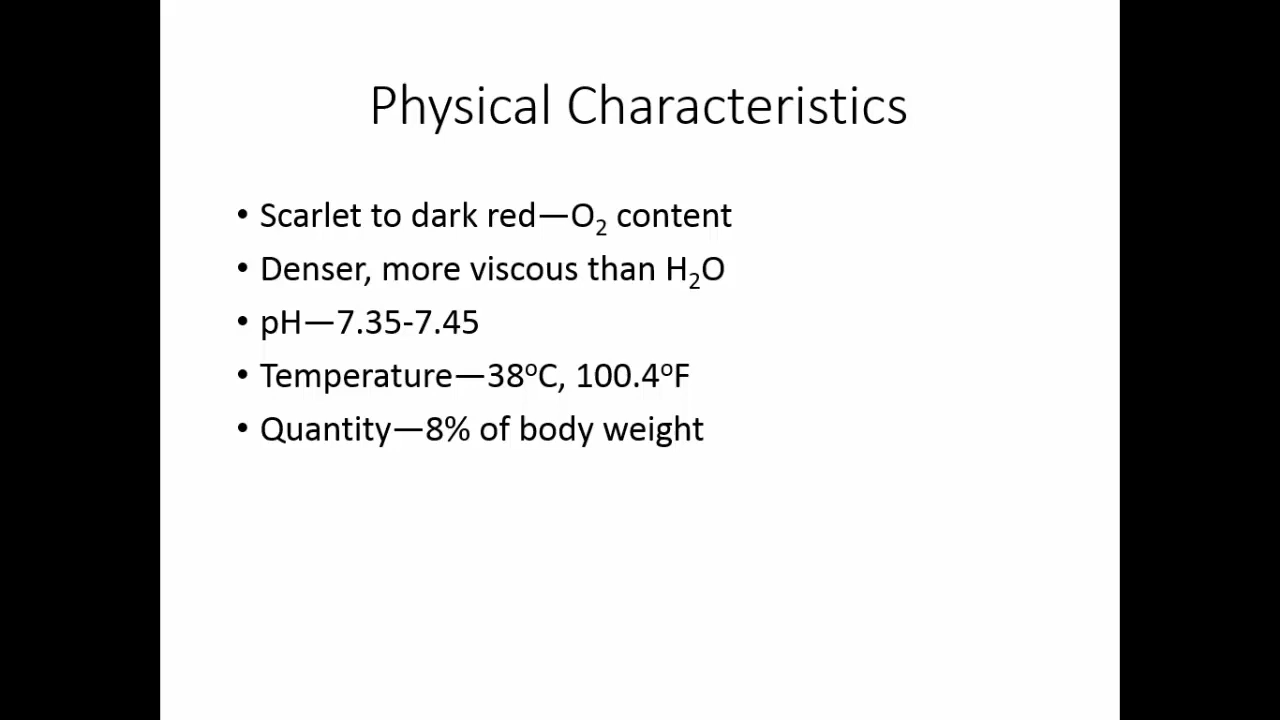 Physical Characteristics
• Scarlet to dark red—O₂ content
• Denser, more viscous than H₂O
• pH—7.35-7.45
• Temperature—38ºC, 100.4ºF
• Quantity—8% of body weight